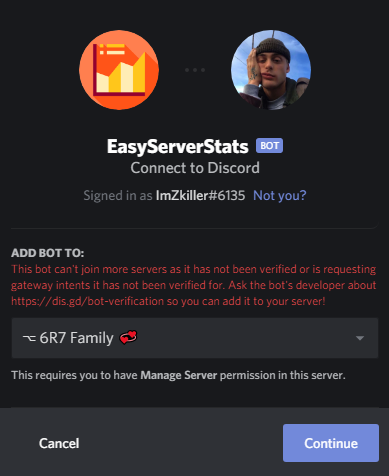 EasyServerStats BOT
Connect to Discord
Signed in as ImZkiller#6135 Not you?
ADD BOT TO:
This bot can't join more servers as it has not been verified or is requesting
gateway intents it has not been verified for. Ask the bot's developer about
https://dis.gd/bot-verification so you can add it to your server!
⌥ 6R7 Family 💞
This requires you to have Manage Server permission in this server.
Cancel Continue